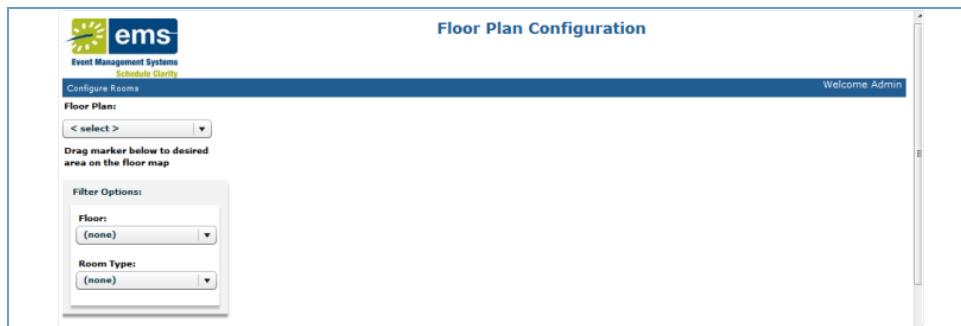 ems
Event Management Systems
Schedule Clarity
Floor Plan Configuration
Configure Rooms
Welcome Admin
Floor Plan:
< select >
Drag marker below to desired
area on the floor map
Filter Options:
Floor:
(none)
Room Type:
(none)